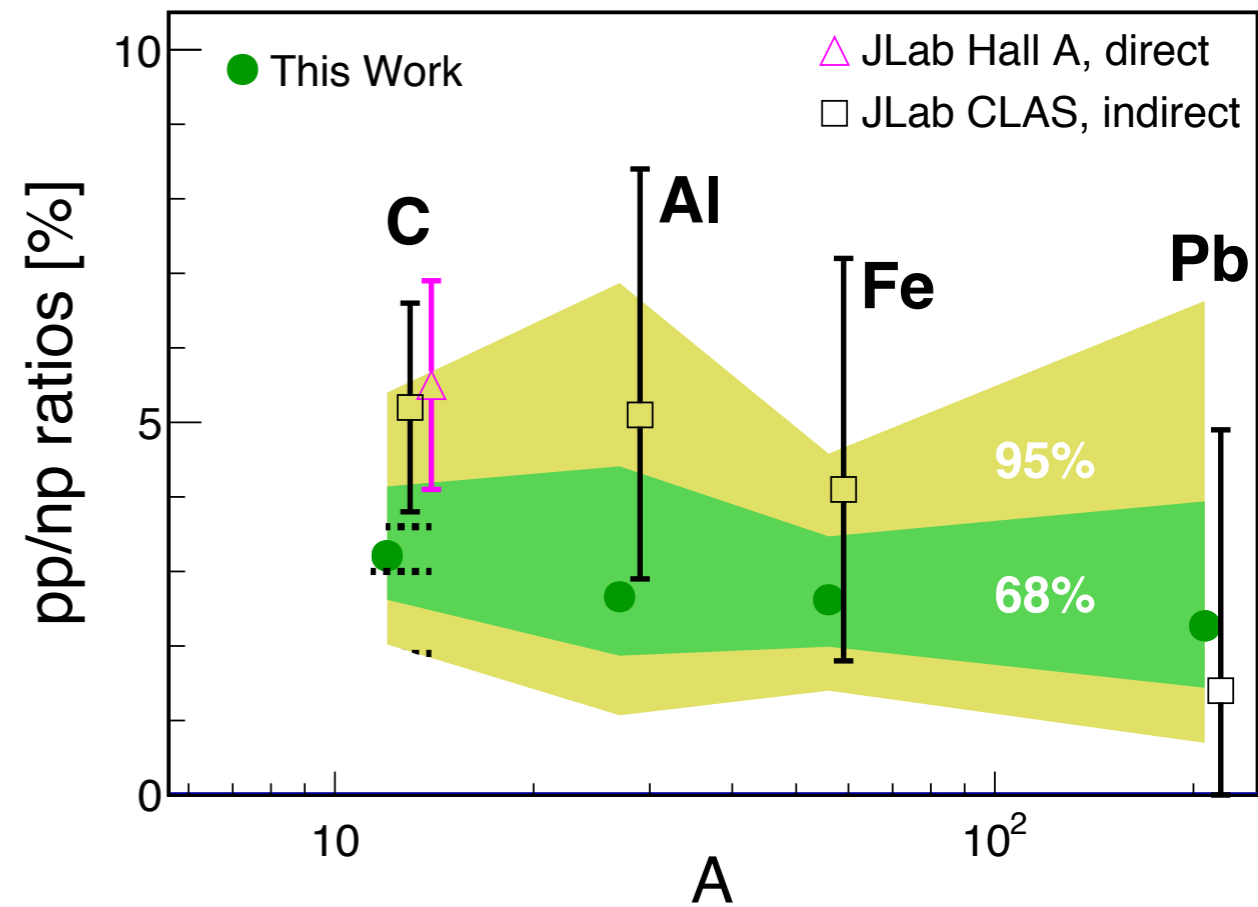 10
This Work
JLab Hall A, direct
JLab CLAS, indirect
C
Al
Fe
Pb
pp/np ratios [%]
5
95%
68%
0
10
10²
A